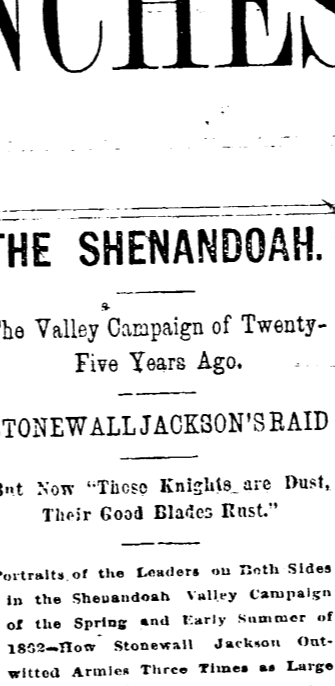 NCHES
THE SHENANDOAH.
The Valley Campaign of Twenty-
Five Years Ago.
STONEWALL JACKSON'S RAID
But Now "Those Knights are Dust,
Their Good Blades Rust."
Portraits of the Leaders on Both Sides
in the Shenandoah Valley Campaign
of the Spring and Early Summer of
1862—How Stonewall Jackson Out-
witted Armies Three Times as Large